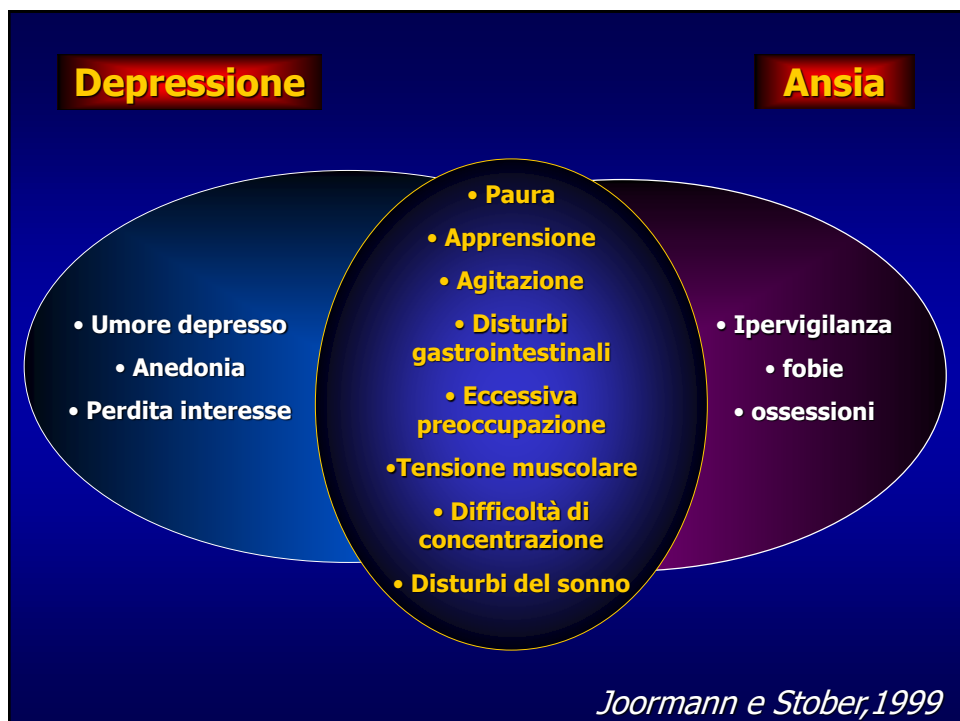 Depressione
Ansia
• Umore depresso
• Anedonia
• Perdita interesse
• Paura
• Apprensione
• Agitazione
• Disturbi
gastrointestinali
• Eccessiva
preoccupazione
•Tensione muscolare
• Difficoltà di
concentrazione
• Disturbi del sonno
• Ipervigilanza
• fobie
• ossessioni
Joormann e Stober,1999